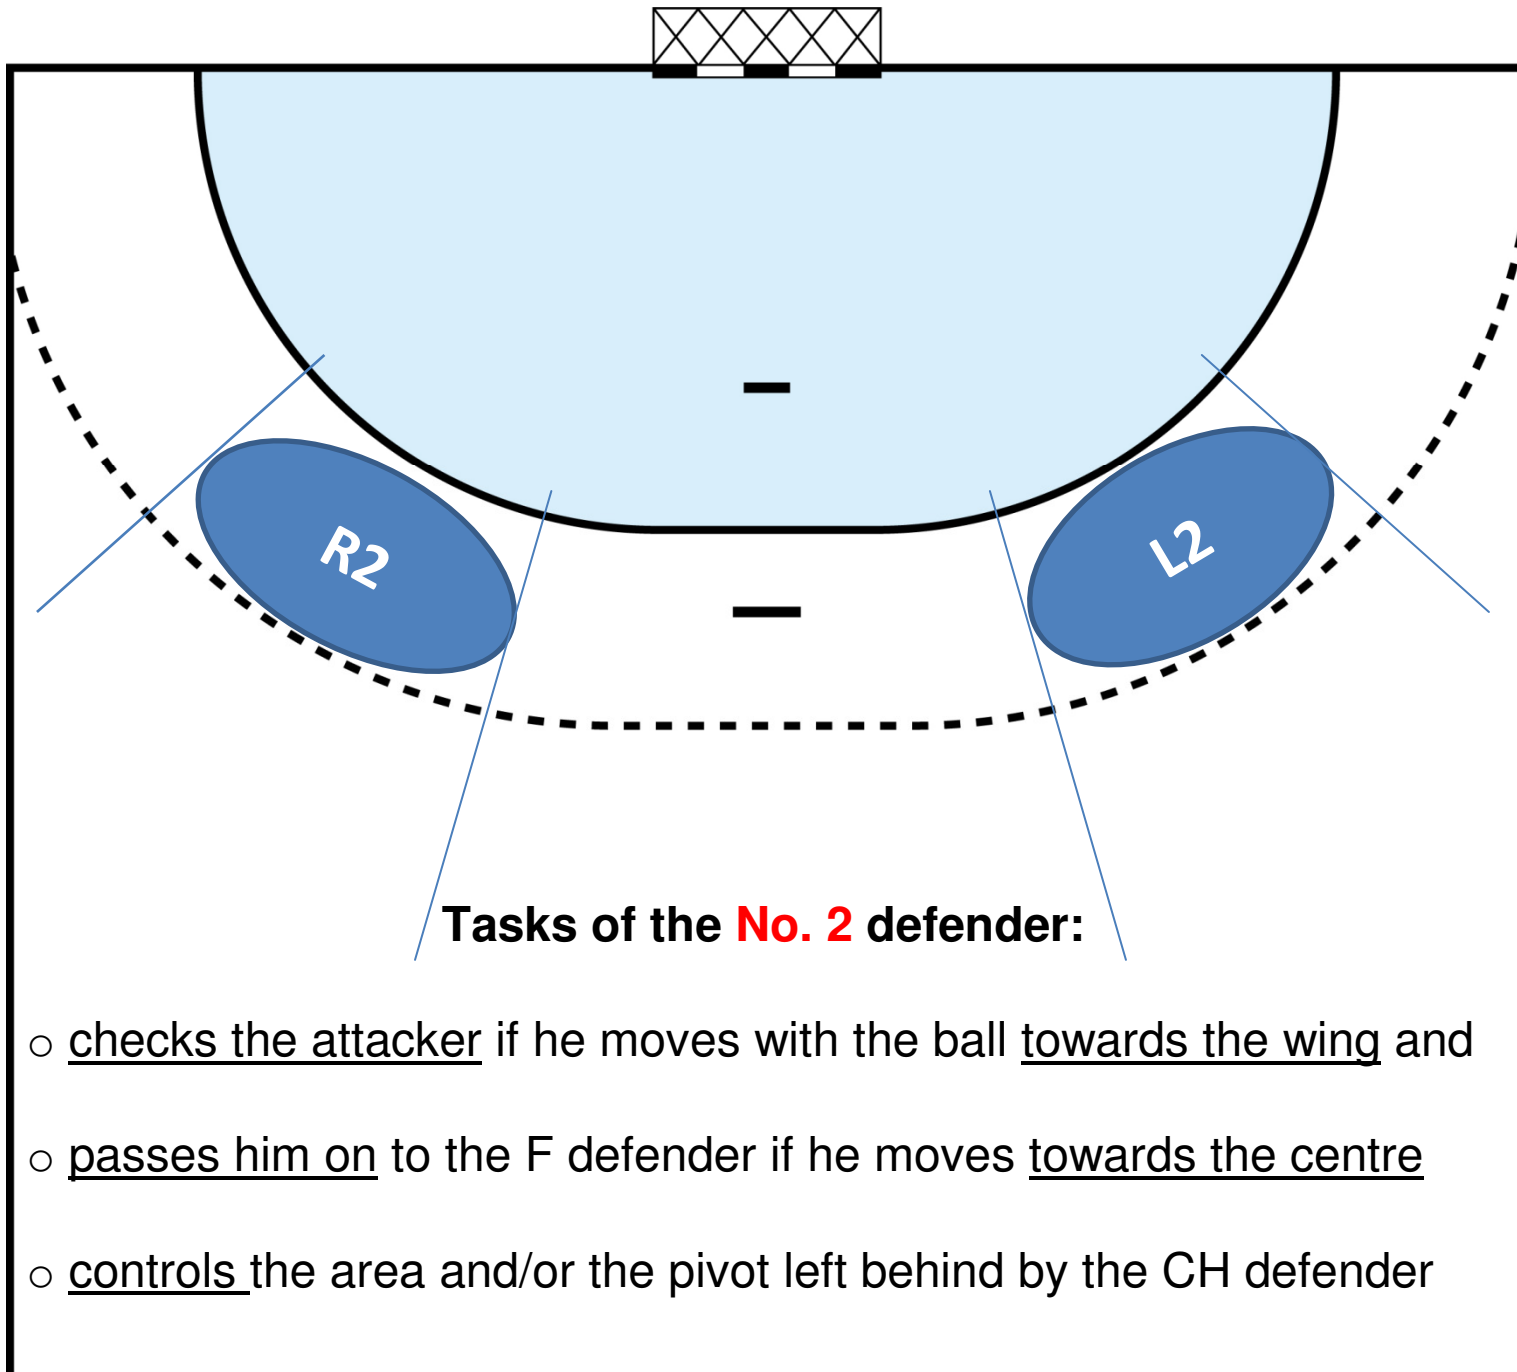 R2
L2
Tasks of the No. 2 defender:
○ checks the attacker if he moves with the ball towards the wing and
○ passes him on to the F defender if he moves towards the centre
○ controls the area and/or the pivot left behind by the CH defender